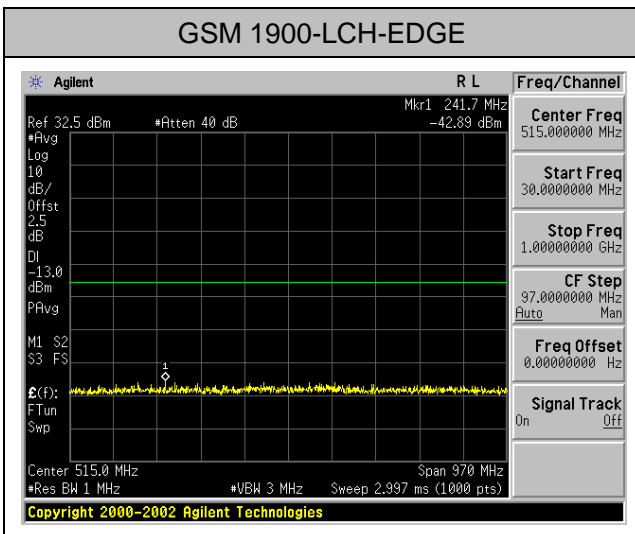 GSM 1900-LCH-EDGE
Agilent R L Freq/Channel
Mkr1 241.7 MHz
Ref 32.5 dBm #Atten 40 dB -42.89 dBm
#Avg
Log
10
dB/
Offst
2.5
dB
DI
-13.0
dBm
PAvg
M1 S2
S3 FS
£(f):
FTun
Swp
1
Center 515.0 MHz Span 970 MHz
#Res BW 1 MHz #VBW 3 MHz Sweep 2.997 ms (1000 pts)
Copyright 2000-2002 Agilent Technologies
Center Freq
515.000000 MHz
Start Freq
30.0000000 MHz
Stop Freq
1.00000000 GHz
CF Step
97.0000000 MHz
Auto Man
Freq Offset
0.00000000 Hz
Signal Track
On Off